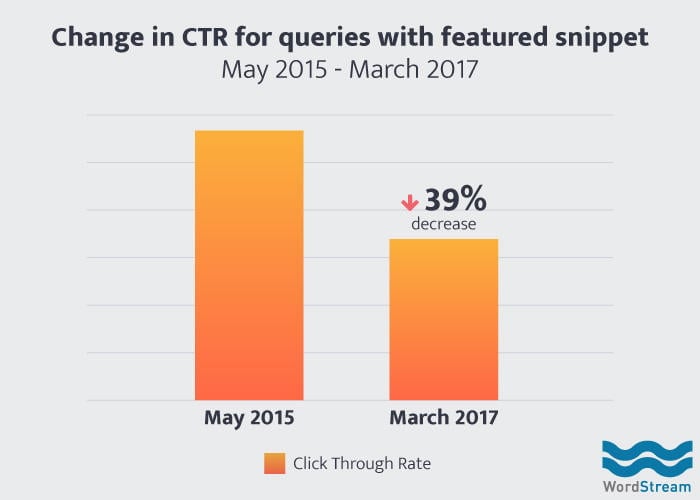 Change in CTR for queries with featured snippet
May 2015 - March 2017
39%
decrease
May 2015
March 2017
Click Through Rate
WordStream